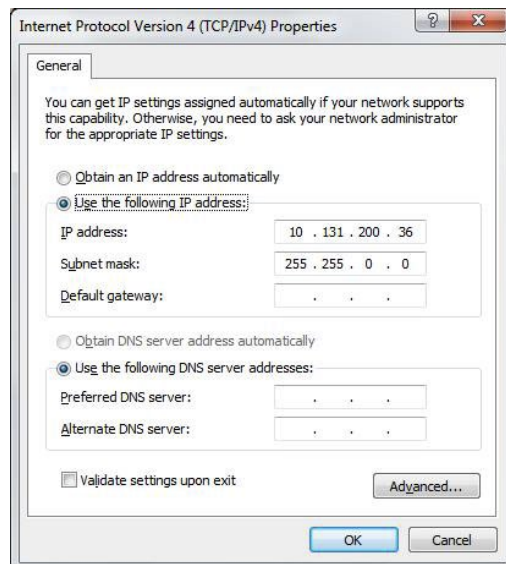 Internet Protocol Version 4 (TCP/IPv4) Properties
General
You can get IP settings assigned automatically if your network supports
this capability. Otherwise, you need to ask your network administrator
for the appropriate IP settings.
Obtain an IP address automatically
Use the following IP address:
IP address: 10 . 131 . 200 . 36
Subnet mask: 255 . 255 . 0 . 0
Default gateway: . . .
Obtain DNS server address automatically
Use the following DNS server addresses:
Preferred DNS server: . . .
Alternate DNS server: . . .
Validate settings upon exit
Advanced...
OK Cancel